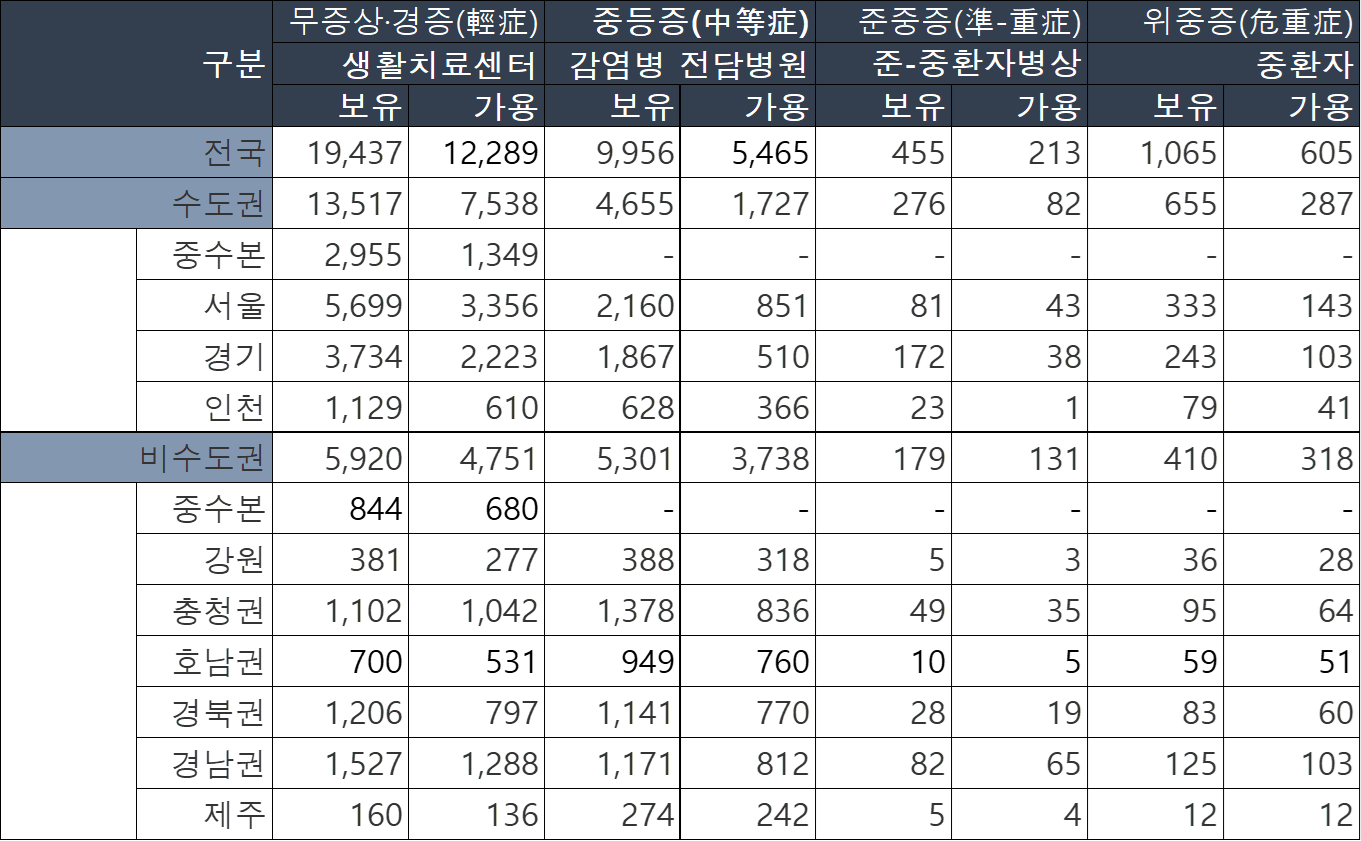 무증상·경증(輕症) 중등증(中等症) 준중증(準-重症) 위중증(危重症)
구분 생활치료센터 감염병 전담병원 준-중환자병상 중환자
보유 가용 보유 가용 보유 가용 보유 가용
전국 19,437 12,289 9,956 5,465 455 213 1,065 605
수도권 13,517 7,538 4,655 1,727 276 82 655 287
중수본 2,955 1,349 - - - - - -
서울 5,699 3,356 2,160 851 81 43 333 143
경기 3,734 2,223 1,867 510 172 38 243 103
인천 1,129 610 628 366 23 1 79 41
비수도권 5,920 4,751 5,301 3,738 179 131 410 318
중수본 844 680 - - - - - -
강원 381 277 388 318 5 3 36 28
충청권 1,102 1,042 1,378 836 49 35 95 64
호남권 700 531 949 760 10 5 59 51
경북권 1,206 797 1,141 770 28 19 83 60
경남권 1,527 1,288 1,171 812 82 65 125 103
제주 160 136 274 242 5 4 12 12